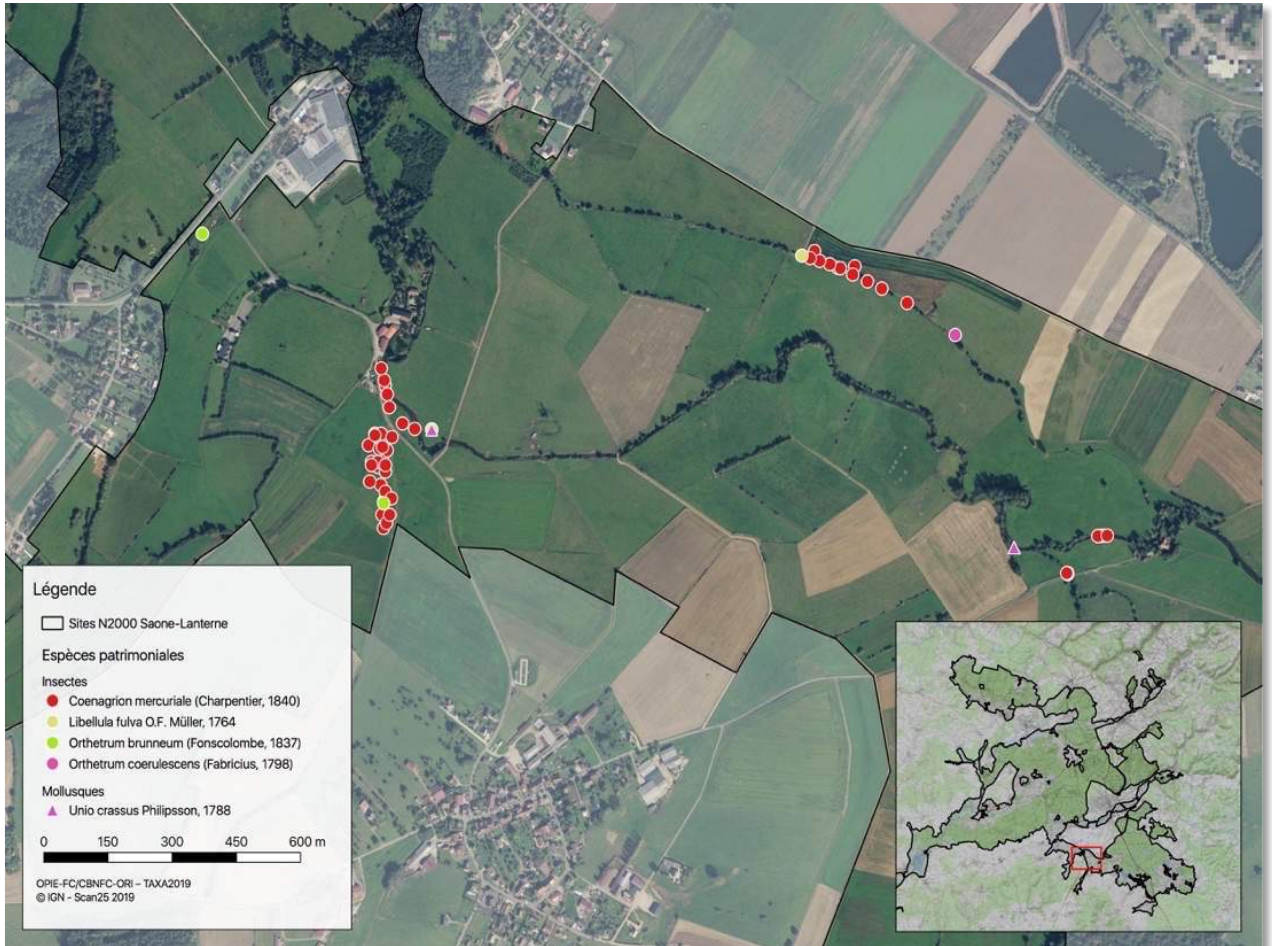 Légende
Sites N2000 Saone-Lanterne
Espèces patrimoniales
Insectes
Coenagrion mercuriale (Charpentier, 1840)
Libellula fulva O.F. Müller, 1764
Orthetrum brunneum (Fonscolombe, 1837)
Orthetrum coerulescens (Fabricius, 1798)
Mollusques
Unio crassus Philipsson, 1788
0 150 300 450 600 m
OPIE-FC/CBNFC-ORI – TAXA2019
© IGN - Scan25 2019